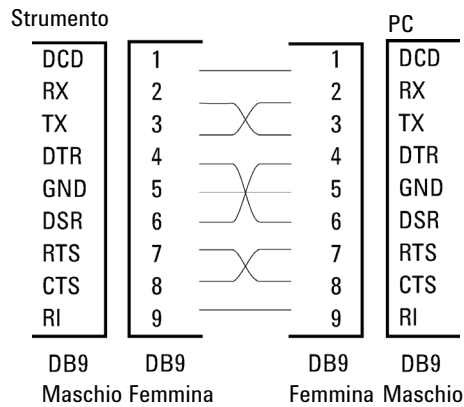 Strumento PC
DCD 1 1 DCD
RX 2 2 RX
TX 3 3 TX
DTR 4 4 DTR
GND 5 5 GND
DSR 6 6 DSR
RTS 7 7 RTS
CTS 8 8 CTS
RI 9 9 RI
DB9 DB9 DB9 DB9
Maschio Femmina Femmina Maschio